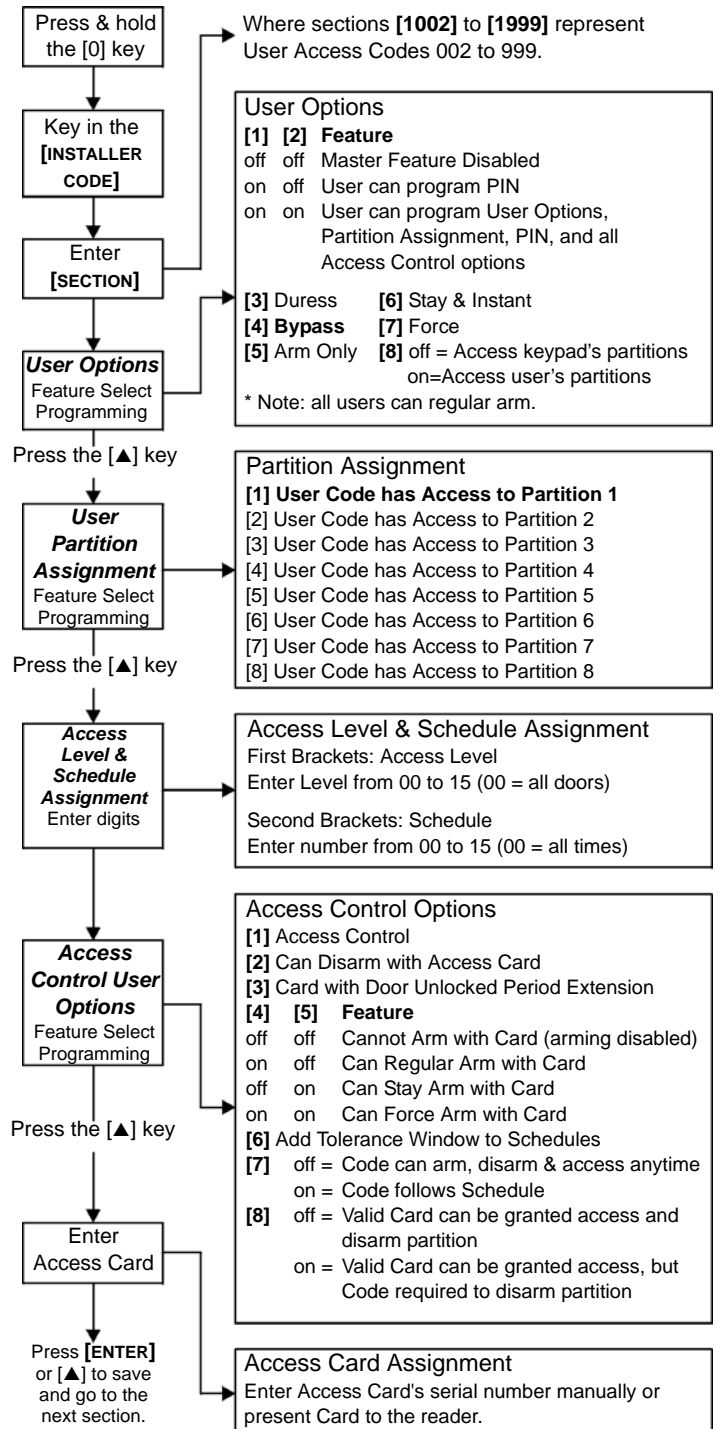 Press & hold
the [0] key
Where sections [1002] to [1999] represent
User Access Codes 002 to 999.
Key in the
[INSTALLER
CODE]
Enter
[SECTION]
User Options
[1] [2] Feature
off off Master Feature Disabled
on off User can program PIN
on on User can program User Options,
Partition Assignment, PIN, and all
Access Control options
[3] Duress [6] Stay & Instant
[4] Bypass [7] Force
[5] Arm Only [8] off = Access keypad's partitions
on=Access user's partitions
* Note: all users can regular arm.
User Options
Feature Select
Programming
Press the [▲] key
User
Partition
Assignment
Feature Select
Programming
Partition Assignment
[1] User Code has Access to Partition 1
[2] User Code has Access to Partition 2
[3] User Code has Access to Partition 3
[4] User Code has Access to Partition 4
[5] User Code has Access to Partition 5
[6] User Code has Access to Partition 6
[7] User Code has Access to Partition 7
[8] User Code has Access to Partition 8
Press the [▲] key
Access
Level &
Schedule
Assignment
Enter digits
Access Level & Schedule Assignment
First Brackets: Access Level
Enter Level from 00 to 15 (00 = all doors)
Second Brackets: Schedule
Enter number from 00 to 15 (00 = all times)
Access
Control User
Options
Feature Select
Programming
Access Control Options
[1] Access Control
[2] Can Disarm with Access Card
[3] Card with Door Unlocked Period Extension
[4] [5] Feature
off off Cannot Arm with Card (arming disabled)
on off Can Regular Arm with Card
off on Can Stay Arm with Card
on on Can Force Arm with Card
[6] Add Tolerance Window to Schedules
[7] off = Code can arm, disarm & access anytime
on = Code follows Schedule
[8] off = Valid Card can be granted access and
disarm partition
on = Valid Card can be granted access, but
Code required to disarm partition
Press the [▲] key
Enter
Access Card
Press [ENTER]
or [▲] to save
and go to the
next section.
Access Card Assignment
Enter Access Card's serial number manually or
present Card to the reader.